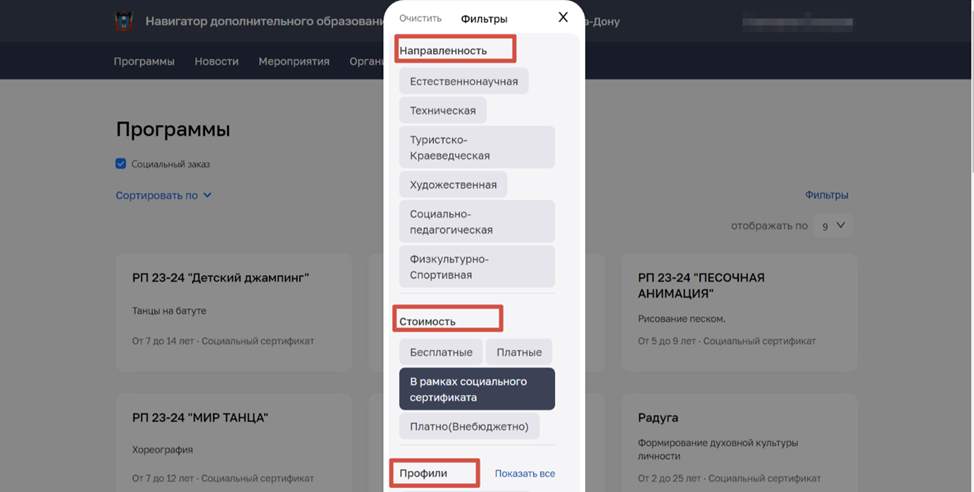 Навигатор дополнительного образовани
в-Дону
Программы Новости Мероприятия Органи
Очистить Фильтры
Направленность
Естественнонаучная
Техническая
Туристско-
Краеведческая
Художественная
Социально-
педагогическая
Физкультурно-
Спортивная
Стоимость
Бесплатные Платные
В рамках социального
сертификата
Платно(Внебюджетно)
Профили Показать все
Программы
Социальный заказ
Сортировать по
Фильтры
отображать по 9
РП 23-24 "Детский джампинг"
Танцы на батуте
От 7 до 14 лет · Социальный сертификат
РП 23-24 "ПЕСОЧНАЯ
АНИМАЦИЯ"
Рисование песком.
От 5 до 9 лет · Социальный сертификат
РП 23-24 "МИР ТАНЦА"
Хореография
От 7 до 12 лет · Социальный сертификат
Радуга
Формирование духовной культуры
личности
От 2 до 25 лет · Социальный сертификат